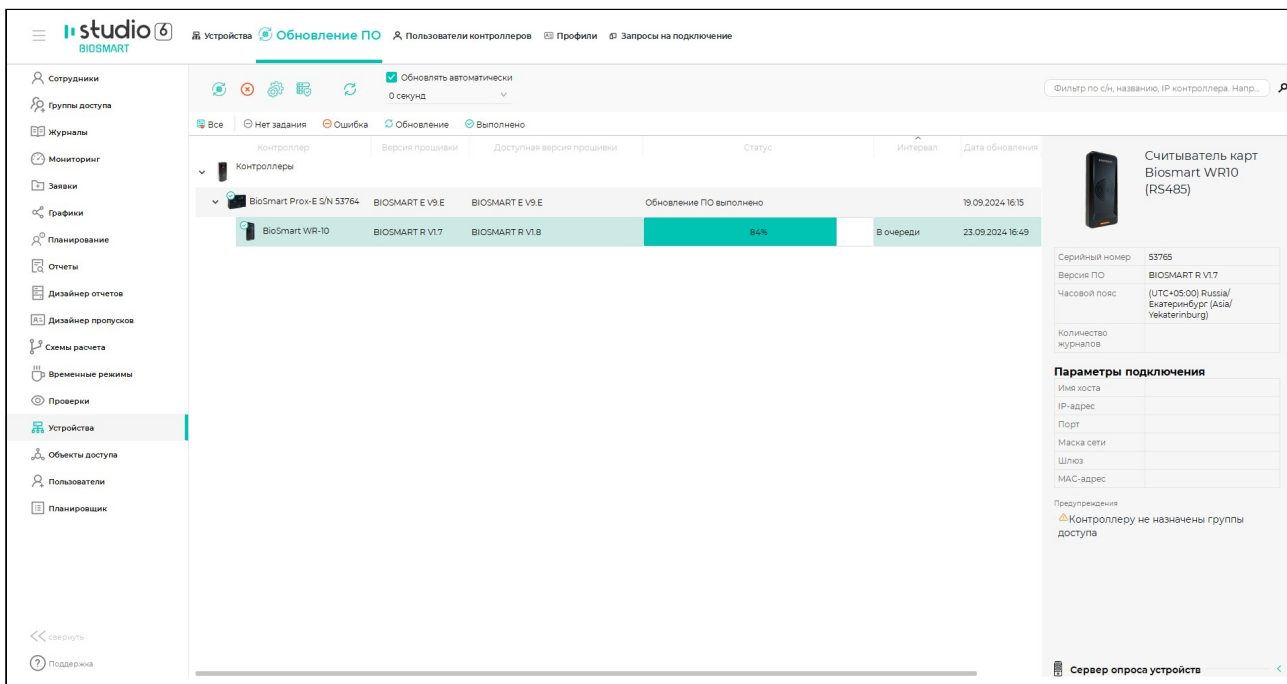 studio 6
BIOSMART
Устройства Обновление ПО Пользователи контроллеров Профили Запросы на подключение
Сотрудники
Группы доступа
Журналы
Мониторинг
Заявки
Графики
Планирование
Отчеты
Дизайнер отчетов
Дизайнер пропусков
Схемы расчета
Временные режимы
Проверки
Устройства
Объекты доступа
Пользователи
Планировщик
свернуть
Поддержка
Обновлять автоматически
0 секунд
Фильтр по с/н, названию, IP контроллера. Напр...
Все Нет задания Ошибка Обновление Выполнено
Контроллер Версия прошивки Доступная версия прошивки Статус Интервал Дата обновления
Контроллеры
BioSmart Prox-E S/N 53764 BIOSMART E V9.E BIOSMART E V9.E Обновление ПО выполнено 19.09.2024 16:15
BioSmart WR-10 BIOSMART R V1.7 BIOSMART R V1.8 84% В очереди 23.09.2024 16:49
Считыватель карт
Biosmart WR10
(RS485)
Серийный номер 53765
Версия ПО BIOSMART R V1.7
Часовой пояс (UTC+05:00) Russia/
Екатеринбург (Asia/
Yekaterinburg)
Количество
журналов
Параметры подключения
Имя хоста
IP-адрес
Порт
Маска сети
Шлюз
MAC-адрес
Предупреждения
Контроллеру не назначены группы
доступа
Сервер опроса устройств